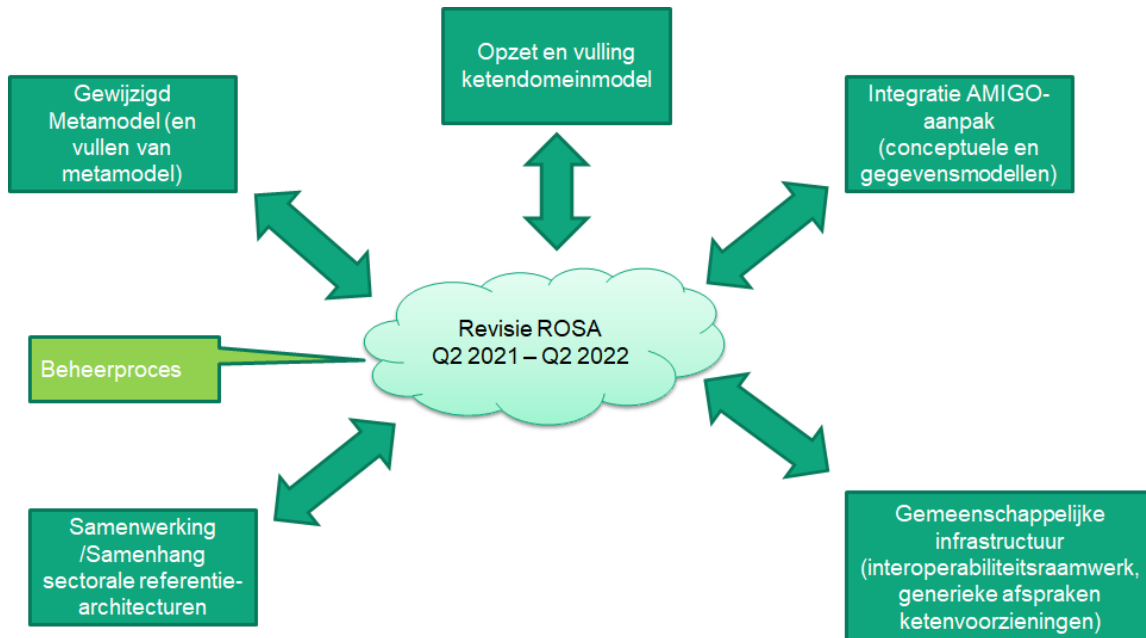 Opzet en vulling
ketendomeinmodel
Gewijzigd
Metamodel (en
vullen van
metamodel)
Integratie AMIGO-
aanpak
(conceptuele en
gegevensmodellen)
Revisie ROSA
Q2 2021 – Q2 2022
Beheerproces
Samenwerking
/Samenhang
sectorale referentie-
architecturen
Gemeenschappelijke
infrastructuur
(interoperabiliteitsraamwerk,
generieke afspraken
ketenvoorzieningen)